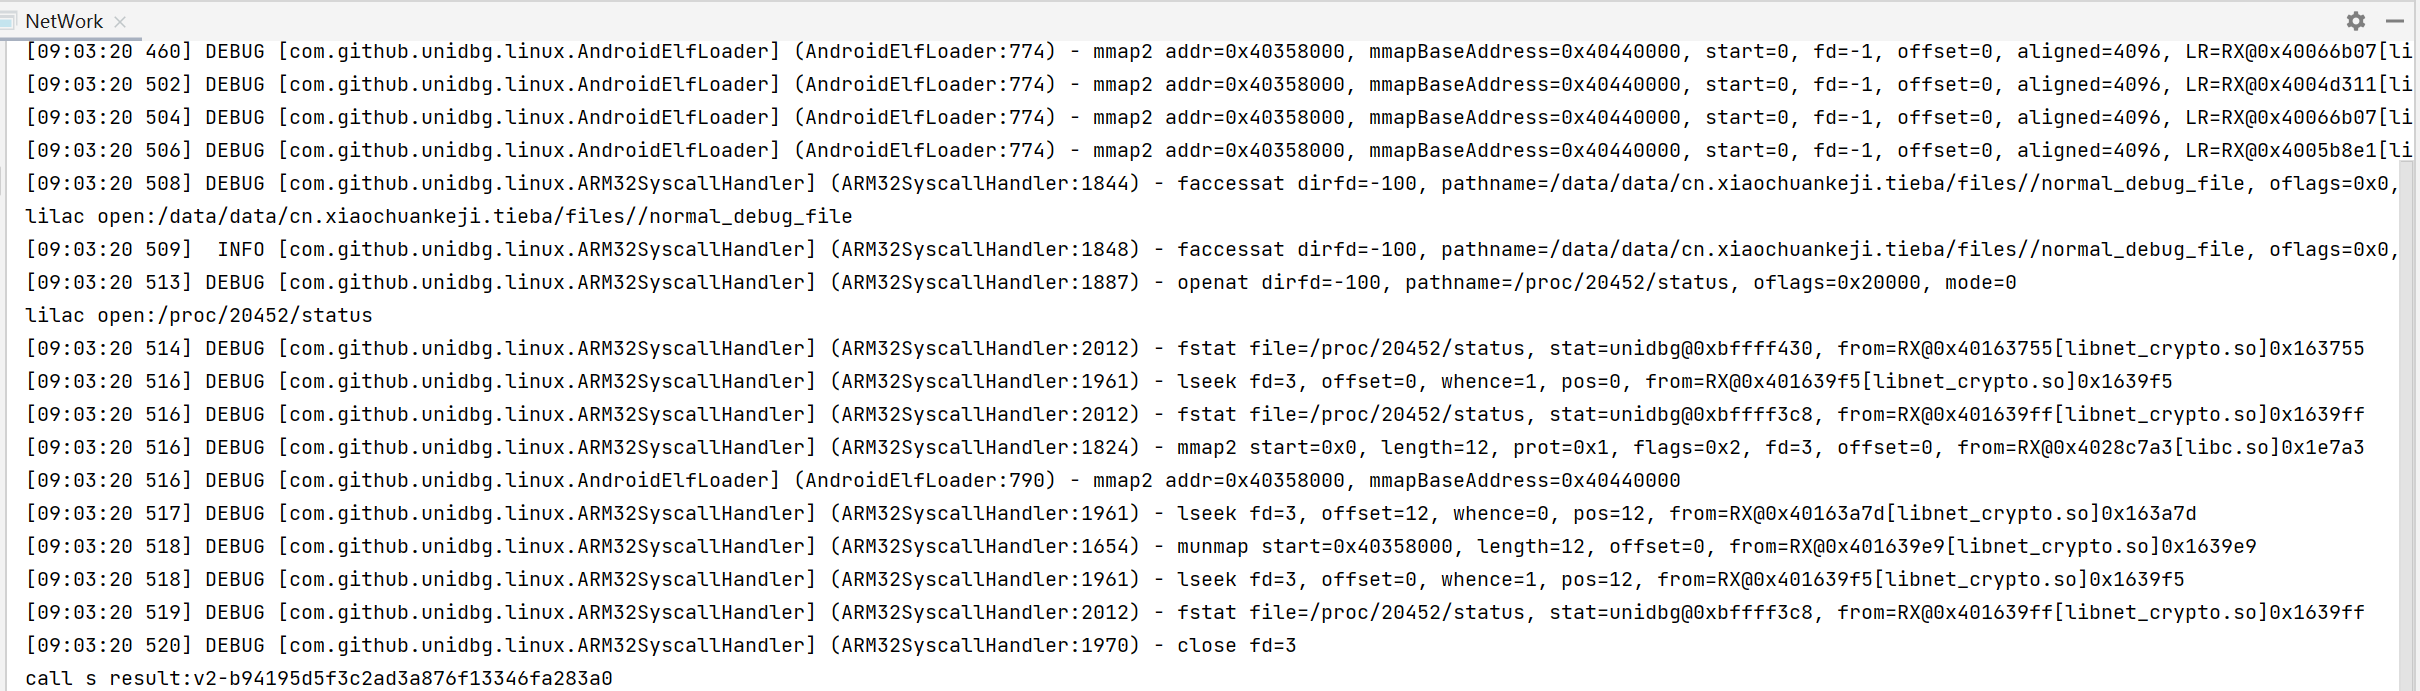 NetWork
[09:03:20 460] DEBUG [com.github.unidbg.linux.AndroidElfLoader] (AndroidElfLoader:774) - mmap2 addr=0x40358000, mmapBaseAddress=0x40440000, start=0, fd=-1, offset=0, aligned=4096, LR=RX@0x40066b07[li
[09:03:20 502] DEBUG [com.github.unidbg.linux.AndroidElfLoader] (AndroidElfLoader:774) - mmap2 addr=0x40358000, mmapBaseAddress=0x40440000, start=0, fd=-1, offset=0, aligned=4096, LR=RX@0x4004d311[li
[09:03:20 504] DEBUG [com.github.unidbg.linux.AndroidElfLoader] (AndroidElfLoader:774) - mmap2 addr=0x40358000, mmapBaseAddress=0x40440000, start=0, fd=-1, offset=0, aligned=4096, LR=RX@0x40066b07[li
[09:03:20 506] DEBUG [com.github.unidbg.linux.AndroidElfLoader] (AndroidElfLoader:774) - mmap2 addr=0x40358000, mmapBaseAddress=0x40440000, start=0, fd=-1, offset=0, aligned=4096, LR=RX@0x4005b8e1[li
[09:03:20 508] DEBUG [com.github.unidbg.linux.ARM32SyscallHandler] (ARM32SyscallHandler:1844) - faccessat dirfd=-100, pathname=/data/data/cn.xiaochuankeji.tieba/files//normal_debug_file, oflags=0x0,
lilac open:/data/data/cn.xiaochuankeji.tieba/files//normal_debug_file
[09:03:20 509]  INFO [com.github.unidbg.linux.ARM32SyscallHandler] (ARM32SyscallHandler:1848) - faccessat dirfd=-100, pathname=/data/data/cn.xiaochuankeji.tieba/files//normal_debug_file, oflags=0x0,
[09:03:20 513] DEBUG [com.github.unidbg.linux.ARM32SyscallHandler] (ARM32SyscallHandler:1887) - openat dirfd=-100, pathname=/proc/20452/status, oflags=0x20000, mode=0
lilac open:/proc/20452/status
[09:03:20 514] DEBUG [com.github.unidbg.linux.ARM32SyscallHandler] (ARM32SyscallHandler:2012) - fstat file=/proc/20452/status, stat=unidbg@0xbffff430, from=RX@0x40163755[libnet_crypto.so]0x163755
[09:03:20 516] DEBUG [com.github.unidbg.linux.ARM32SyscallHandler] (ARM32SyscallHandler:1961) - lseek fd=3, offset=0, whence=1, pos=0, from=RX@0x401639f5[libnet_crypto.so]0x1639f5
[09:03:20 516] DEBUG [com.github.unidbg.linux.ARM32SyscallHandler] (ARM32SyscallHandler:2012) - fstat file=/proc/20452/status, stat=unidbg@0xbffff3c8, from=RX@0x401639ff[libnet_crypto.so]0x1639ff
[09:03:20 516] DEBUG [com.github.unidbg.linux.ARM32SyscallHandler] (ARM32SyscallHandler:1824) - mmap2 start=0x0, length=12, prot=0x1, flags=0x2, fd=3, offset=0, from=RX@0x4028c7a3[libc.so]0x1e7a3
[09:03:20 516] DEBUG [com.github.unidbg.linux.AndroidElfLoader] (AndroidElfLoader:790) - mmap2 addr=0x40358000, mmapBaseAddress=0x40440000
[09:03:20 517] DEBUG [com.github.unidbg.linux.ARM32SyscallHandler] (ARM32SyscallHandler:1961) - lseek fd=3, offset=12, whence=0, pos=12, from=RX@0x40163a7d[libnet_crypto.so]0x163a7d
[09:03:20 518] DEBUG [com.github.unidbg.linux.ARM32SyscallHandler] (ARM32SyscallHandler:1654) - munmap start=0x40358000, length=12, offset=0, from=RX@0x401639e9[libnet_crypto.so]0x1639e9
[09:03:20 518] DEBUG [com.github.unidbg.linux.ARM32SyscallHandler] (ARM32SyscallHandler:1961) - lseek fd=3, offset=0, whence=1, pos=12, from=RX@0x401639f5[libnet_crypto.so]0x1639f5
[09:03:20 519] DEBUG [com.github.unidbg.linux.ARM32SyscallHandler] (ARM32SyscallHandler:2012) - fstat file=/proc/20452/status, stat=unidbg@0xbffff3c8, from=RX@0x401639ff[libnet_crypto.so]0x1639ff
[09:03:20 520] DEBUG [com.github.unidbg.linux.ARM32SyscallHandler] (ARM32SyscallHandler:1970) - close fd=3
call s result:v2-b94195d5f3c2ad3a876f13346fa283a0